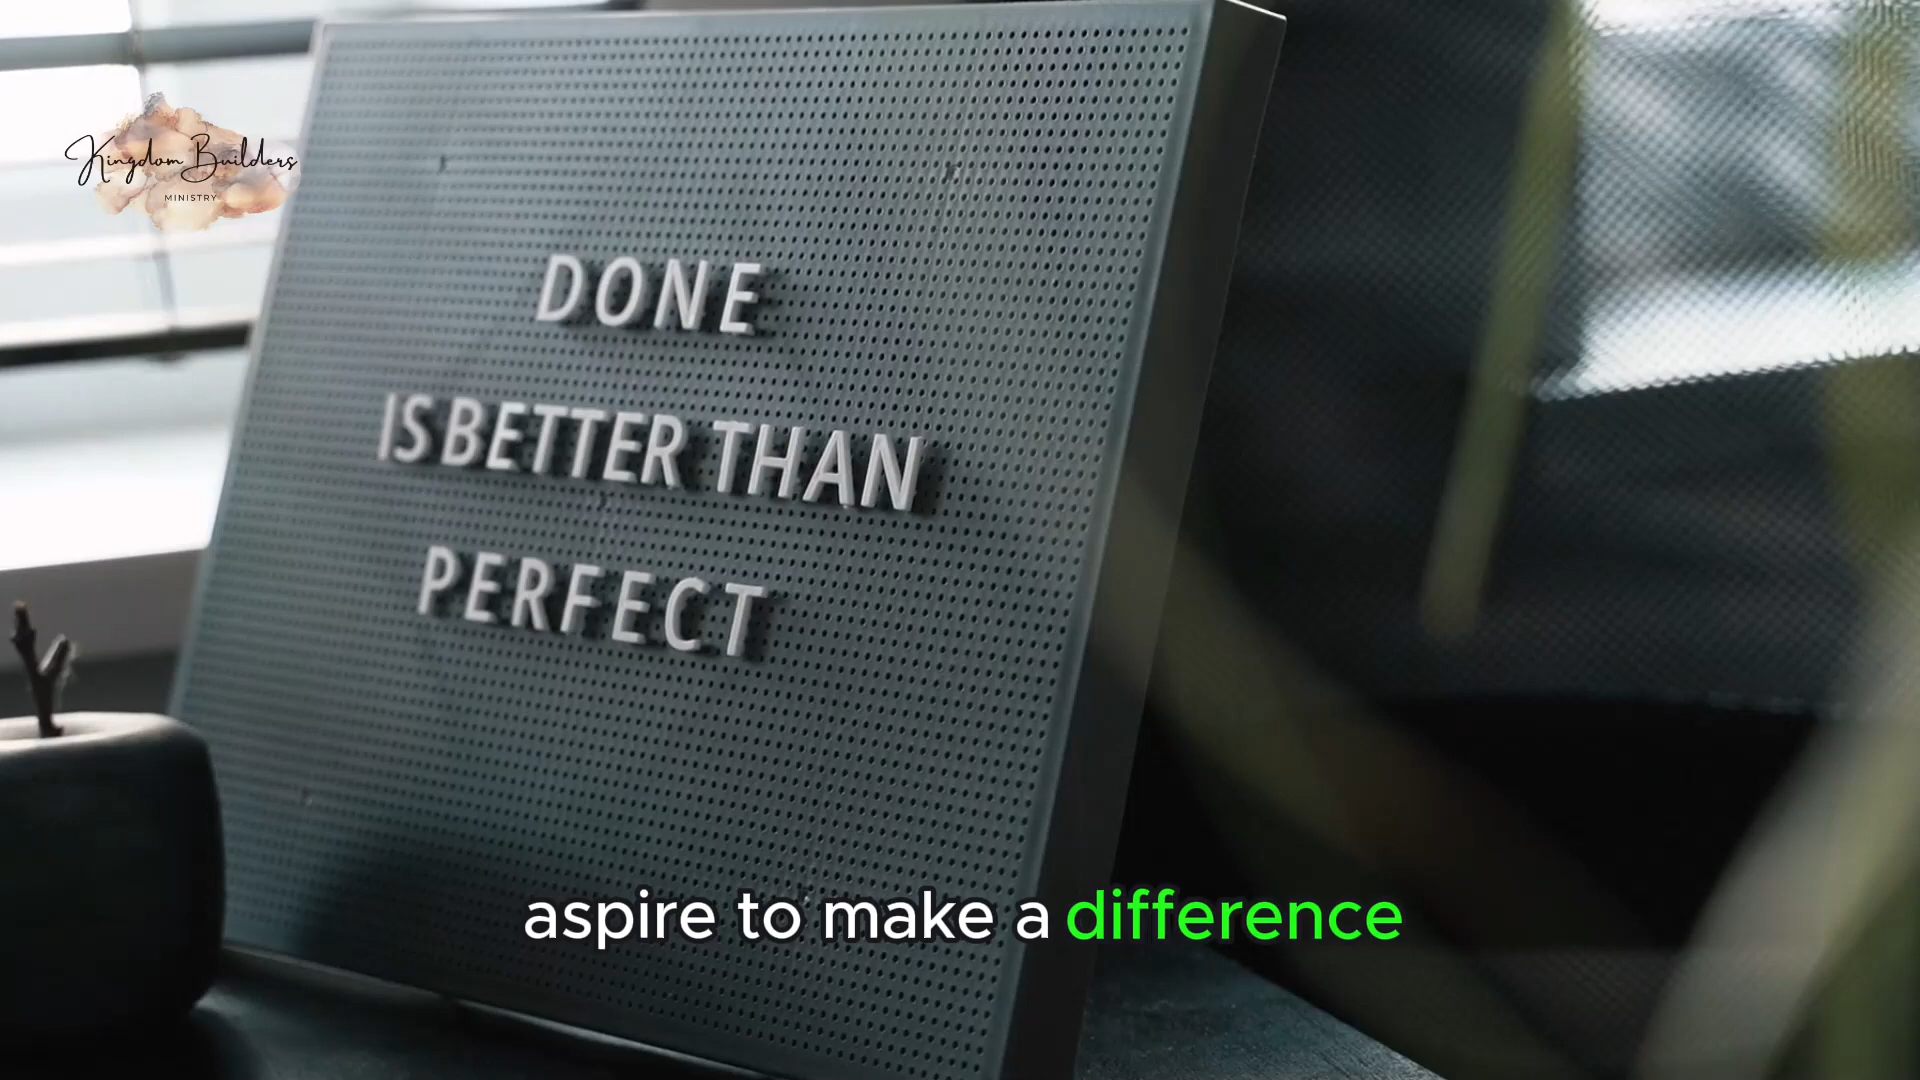 Kingdom Builders
MINISTRY
DONE
IS BETTER THAN
PERFECT
aspire to make a difference